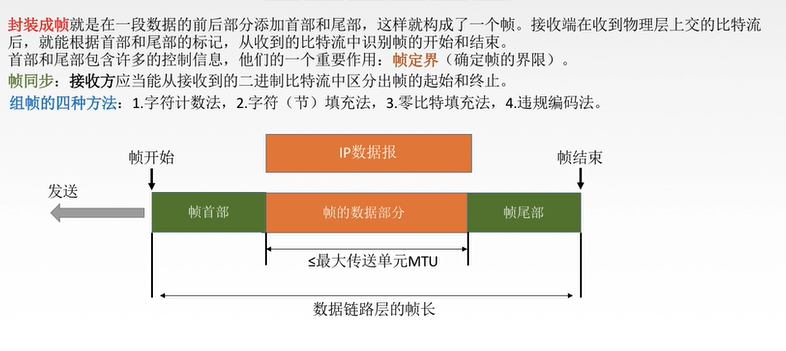 封装成帧就是在一段数据的前后部分添加首部和尾部，这样就构成了一个帧。接收端在收到物理层上交的比特流
后，就能根据首部和尾部的标记，从收到的比特流中识别帧的开始和结束。
首部和尾部包含许多的控制信息，他们的一个重要作用：帧定界（确定帧的界限）。
帧同步：接收方应当能从接收到的二进制比特流中区分出帧的起始和终止。
组帧的四种方法：1.字符计数法，2.字符（节）填充法，3.零比特填充法，4.违规编码法。
IP数据报
帧开始
帧结束
发送
帧首部
帧的数据部分
帧尾部
≤最大传送单元MTU
数据链路层的帧长